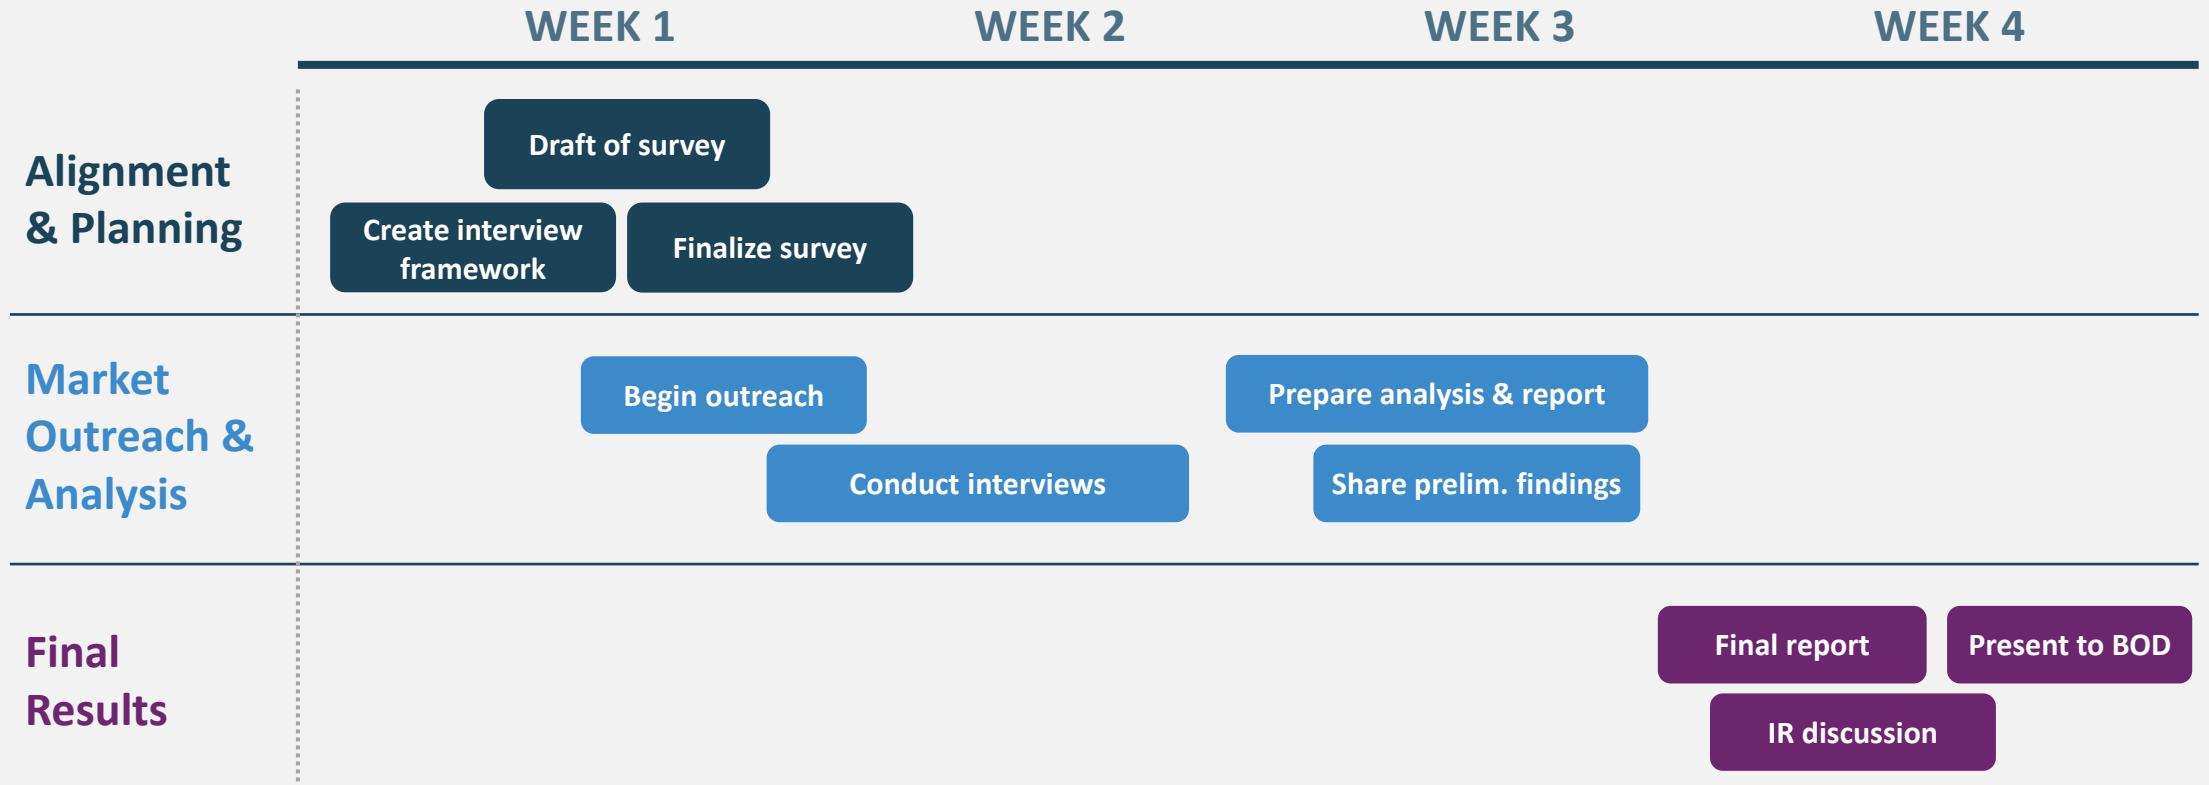 WEEK 1
WEEK 2
WEEK 3
WEEK 4
Alignment
& Planning
Draft of survey
Create interview
framework
Finalize survey
Market
Outreach &
Analysis
Begin outreach
Prepare analysis & report
Conduct interviews
Share prelim. findings
Final
Results
Final report
Present to BOD
IR discussion